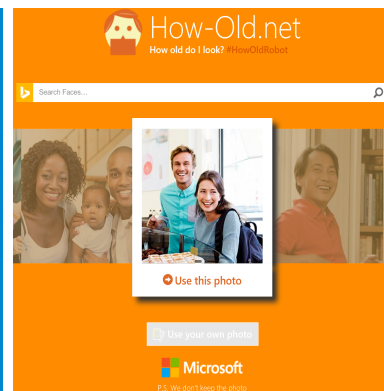 How-Old.net
How old do I look? #HowOldRobot
Search Faces...
Use this photo
Use your own photo
Microsoft
P.S. We don't keep the photo